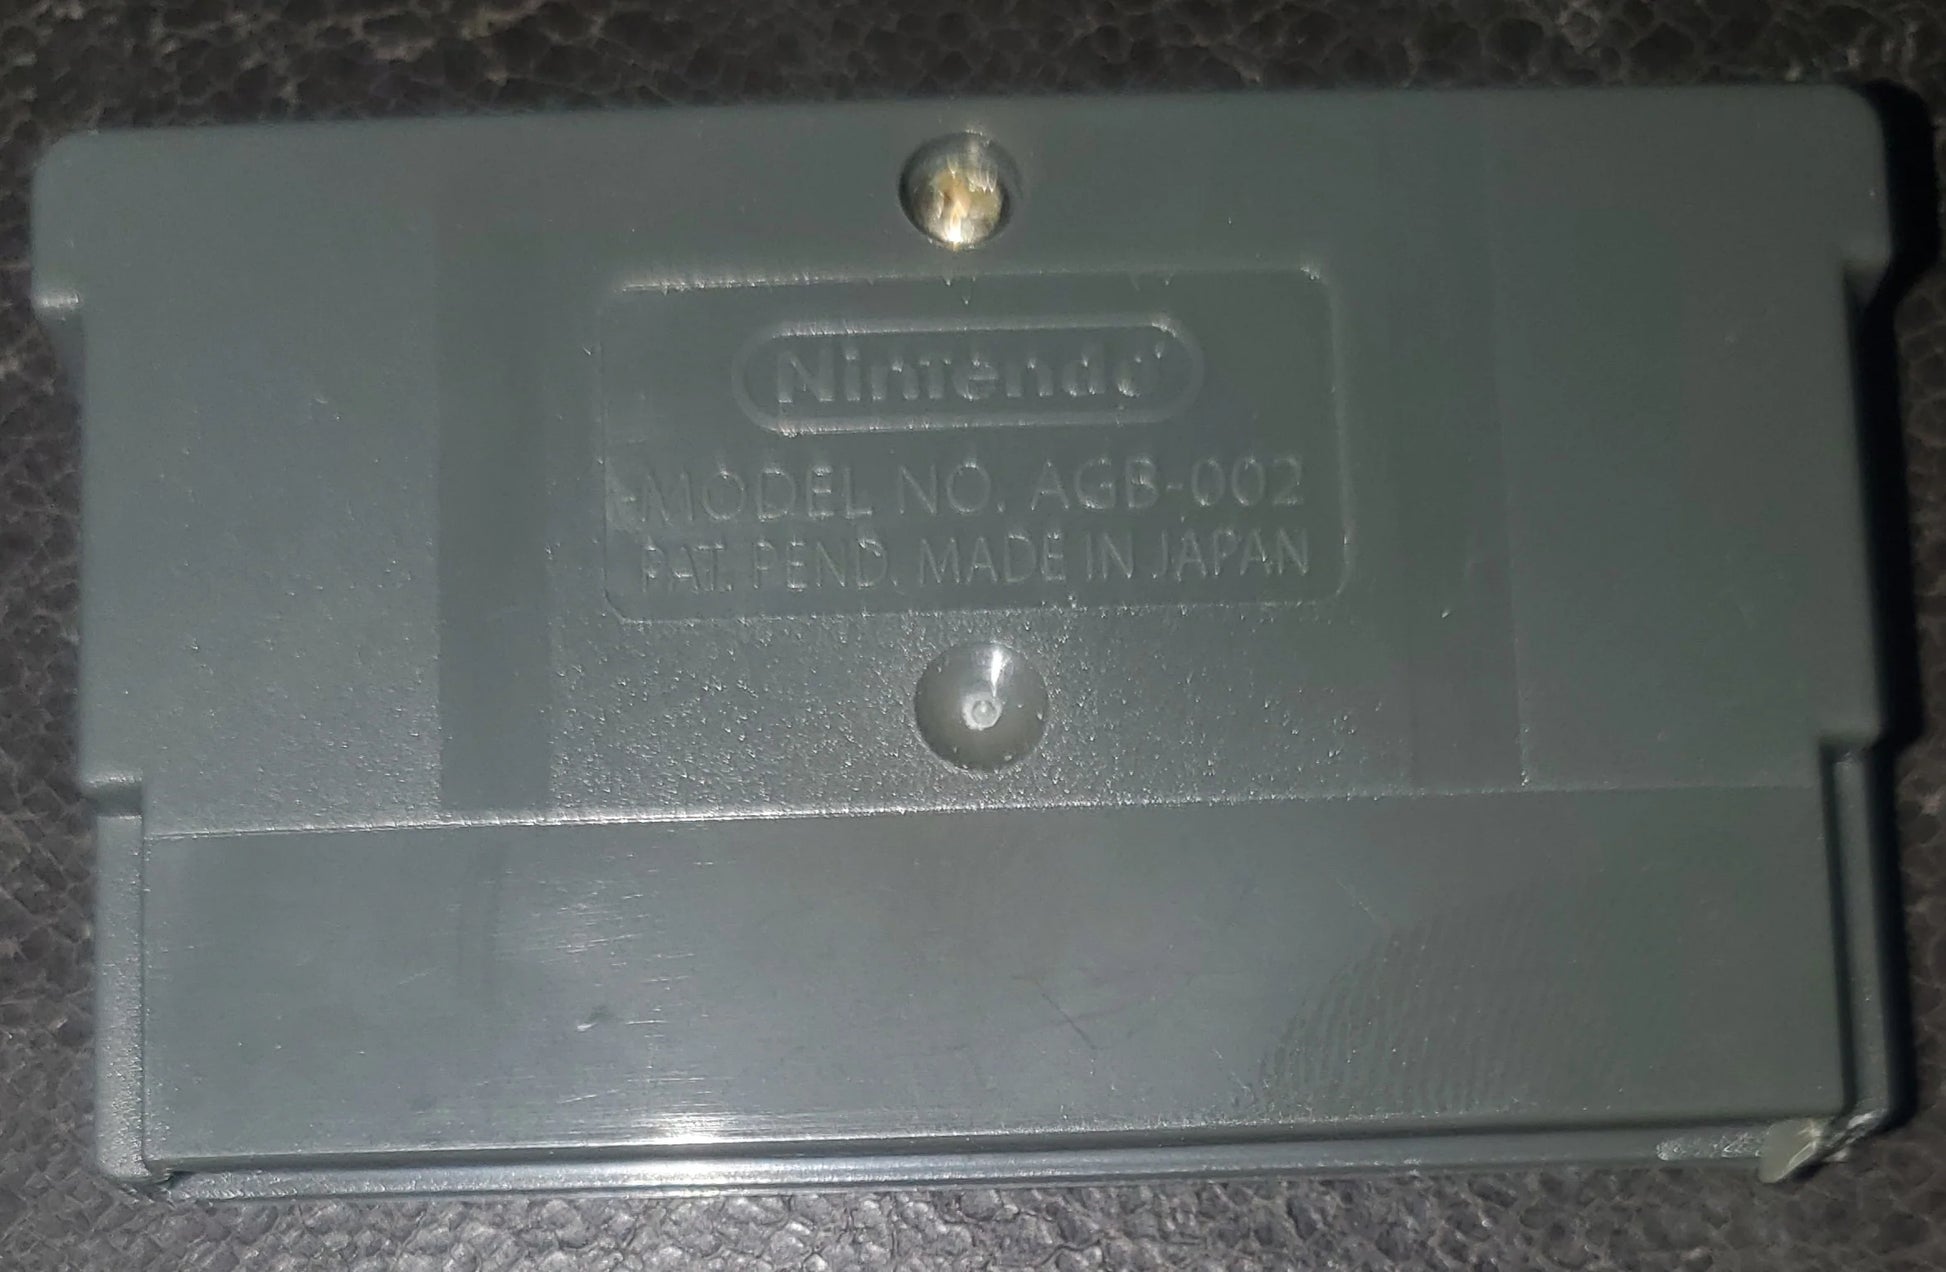 Nintendo
MODEL NO. AGB-002
PAT. PEND. MADE IN JAPAN